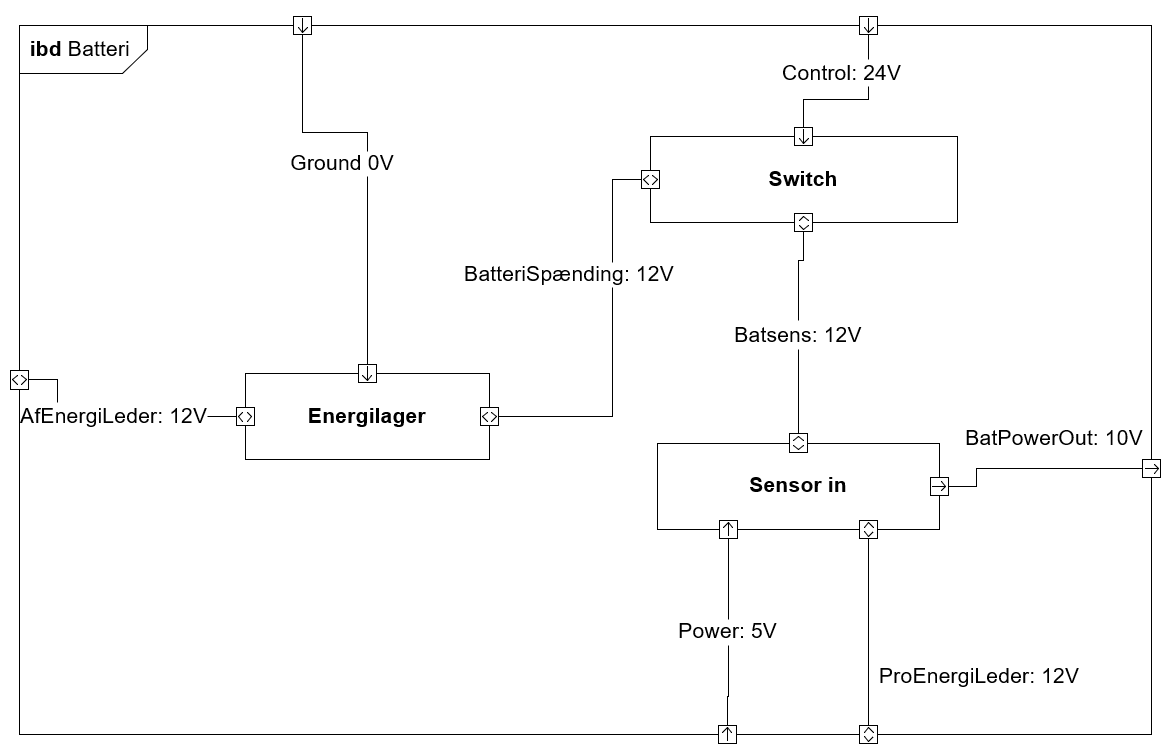 ibd Batteri
Control: 24V
Ground 0V
Switch
BatteriSpænding: 12V
Batsens: 12V
AfEnergiLeder: 12V
Energilager
BatPowerOut: 10V
Sensor in
Power: 5V
ProEnergiLeder: 12V